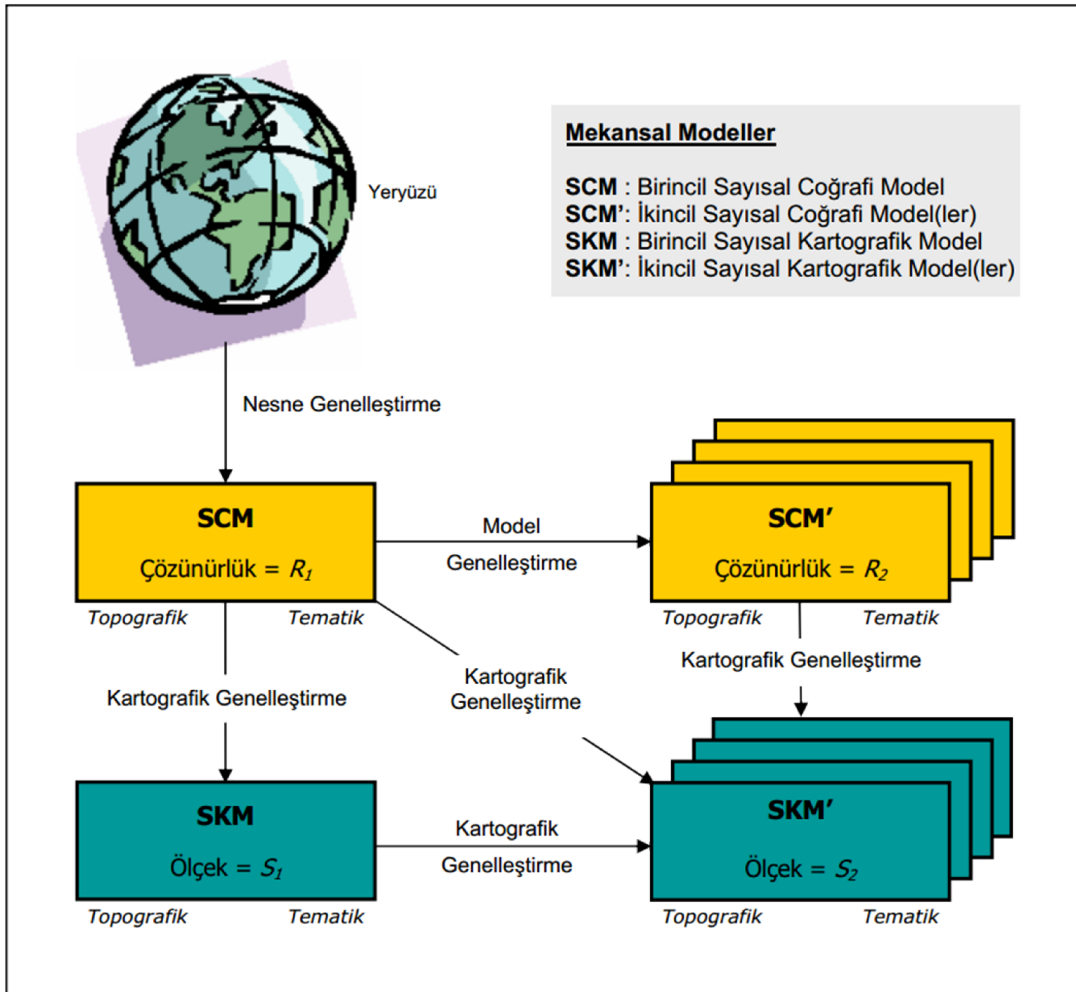 Yeryüzü
Mekansal Modeller
SCM : Birincil Sayısal Coğrafi Model
SCM’: İkincil Sayısal Coğrafi Model(ler)
SKM : Birincil Sayısal Kartografik Model
SKM’: İkincil Sayısal Kartografik Model(ler)
Nesne Genelleştirme
SCM
Çözünürlük = R₁
Topografik Tematik
Model
Genelleştirme
SCM’
Çözünürlük = R₂
Topografik Tematik
Kartografik Genelleştirme
Kartografik
Genelleştirme
Kartografik Genelleştirme
SKM
Ölçek = S₁
Topografik Tematik
Kartografik
Genelleştirme
SKM’
Ölçek = S₂
Topografik Tematik